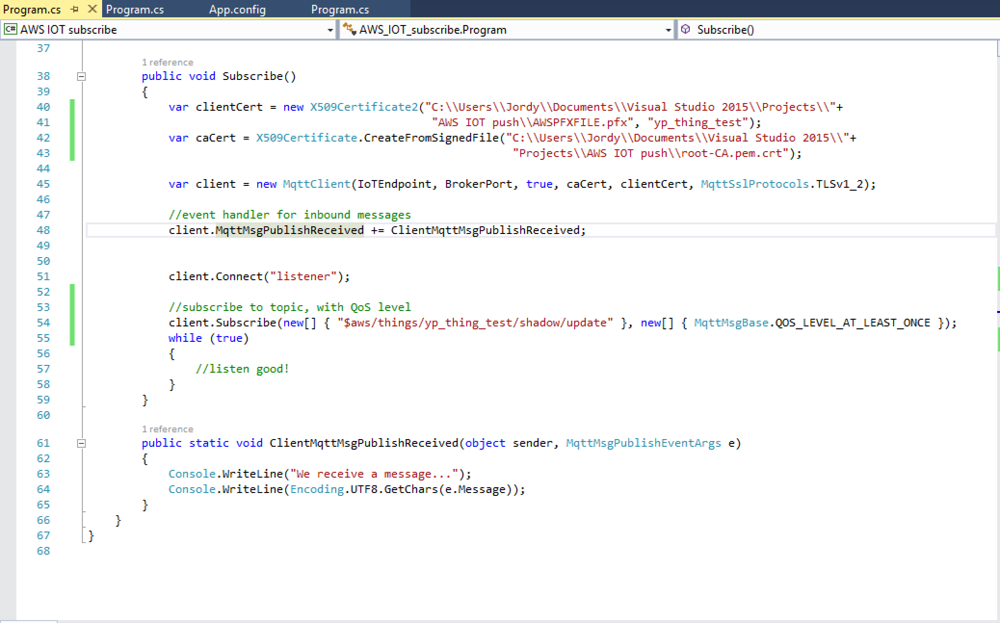 Program.cs Program.cs App.config Program.cs
C# AWS IOT subscribe AWS_IOT_subscribe.Program Subscribe()
37
1 reference
38 public void Subscribe()
39 {
40 var clientCert = new X509Certificate2("C:\\Users\\Jordy\\Documents\\Visual Studio 2015\\Projects\\"+
41 "AWS IOT push\\AWSPFXFILE.pfx", "yp_thing_test");
42 var caCert = X509Certificate.CreateFromSignedFile("C:\\Users\\Jordy\\Documents\\Visual Studio 2015\\"+
43 "Projects\\AWS IOT push\\root-CA.pem.crt");
44
45 var client = new MqttClient(IoTEndpoint, BrokerPort, true, caCert, clientCert, MqttSslProtocols.TLSv1_2);
46
47 //event handler for inbound messages
48 client.MqttMsgPublishReceived += ClientMqttMsgPublishReceived;
49
50
51 client.Connect("listener");
52
53 //subscribe to topic, with QoS level
54 client.Subscribe(new[] { "$aws/things/yp_thing_test/shadow/update" }, new[] { MqttMsgBase.QOS_LEVEL_AT_LEAST_ONCE });
55 while (true)
56 {
57 //listen good!
58 }
59 }
60
1 reference
61 public static void ClientMqttMsgPublishReceived(object sender, MqttMsgPublishEventArgs e)
62 {
63 Console.WriteLine("We receive a message...");
64 Console.WriteLine(Encoding.UTF8.GetChars(e.Message));
65 }
66 }
67 }
68